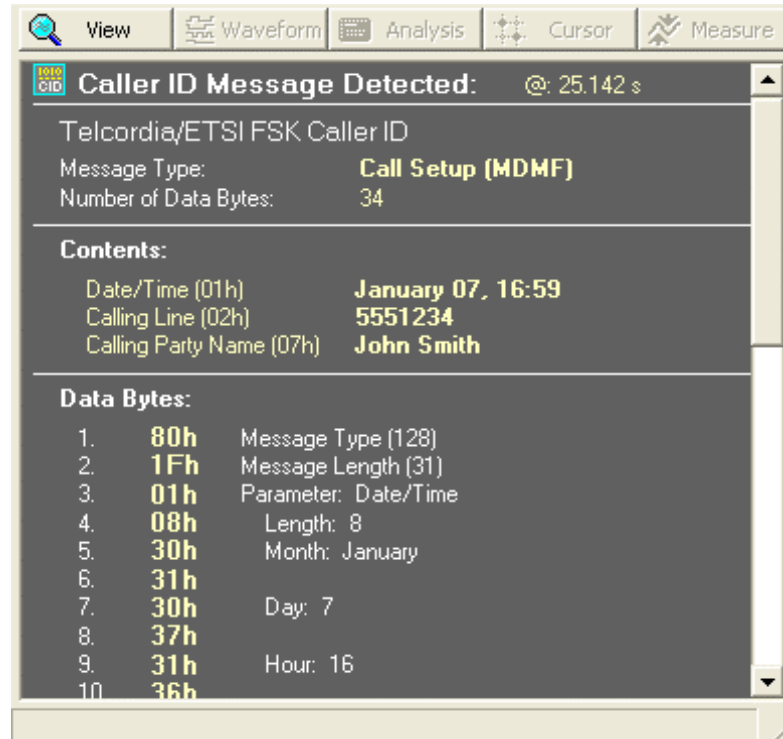 View Waveform Analysis Cursor Measure
1010 CID Caller ID Message Detected: @: 25.142 s
Telcordia/ETSI FSK Caller ID
Message Type: Call Setup (MDMF)
Number of Data Bytes: 34
Contents:
Date/Time (01h) January 07, 16:59
Calling Line (02h) 5551234
Calling Party Name (07h) John Smith
Data Bytes:
1. 80h Message Type (128)
2. 1Fh Message Length (31)
3. 01h Parameter: Date/Time
4. 08h Length: 8
5. 30h Month: January
6. 31h
7. 30h Day: 7
8. 37h
9. 31h Hour: 16
10 36h